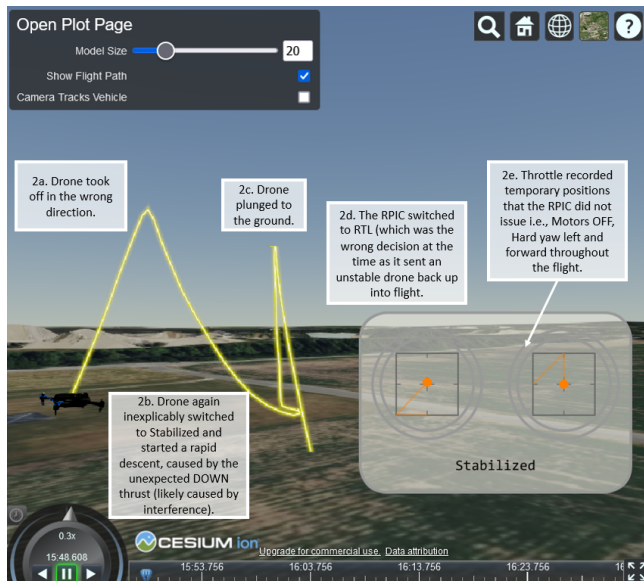 Open Plot Page
Model Size
20
Show Flight Path
Camera Tracks Vehicle
?
2a. Drone took
off in the wrong
direction.
2c. Drone
plunged to
the ground.
2d. The RPIC switched
to RTL (which was the
wrong decision at the
time as it sent an
unstable drone back up
into flight.
2e. Throttle recorded
temporary positions
that the RPIC did not
issue i.e., Motors OFF,
Hard yaw left and
forward throughout
the flight.
2b. Drone again
inexplicably switched
to Stabilized and
started a rapid
descent, caused by the
unexpected DOWN
thrust (likely caused by
interference).
Stabilized
0.3x
15:48.608
CESIUM ion
Upgrade for commercial use. Data attribution
15:53.756 16:03.756 16:13.756 16:23.756